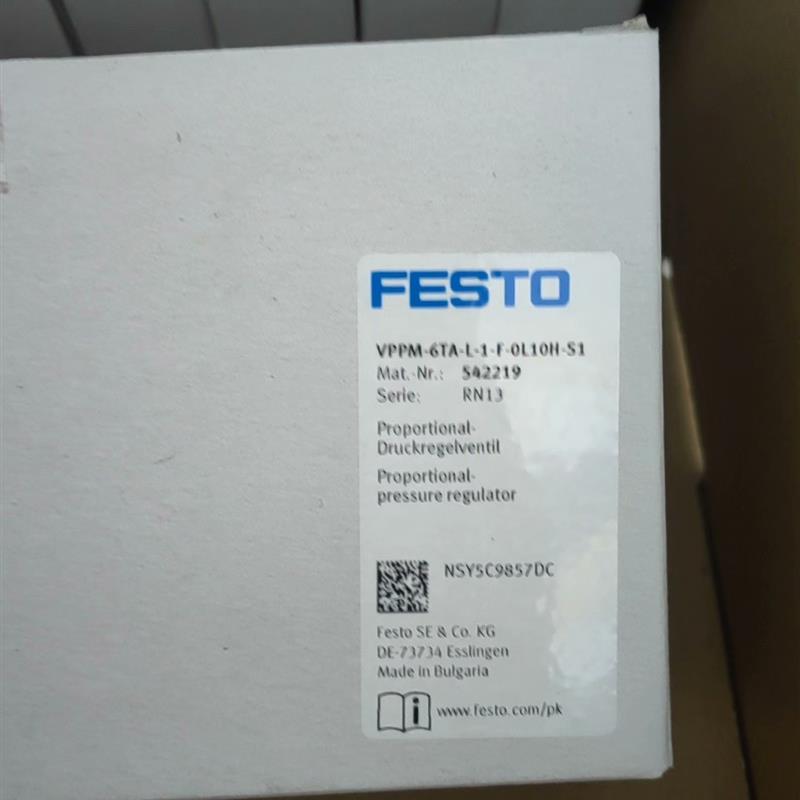 FESTO
VPPM-6TA-L-1-F-0L10H-S1
Mat.-Nr.: 542219
Serie: RN13
Proportional-
Druckregelventil
Proportional-
pressure regulator
NSY5C9857DC
Festo SE & Co. KG
DE-73734 Esslingen
Made in Bulgaria
www.festo.com/pk